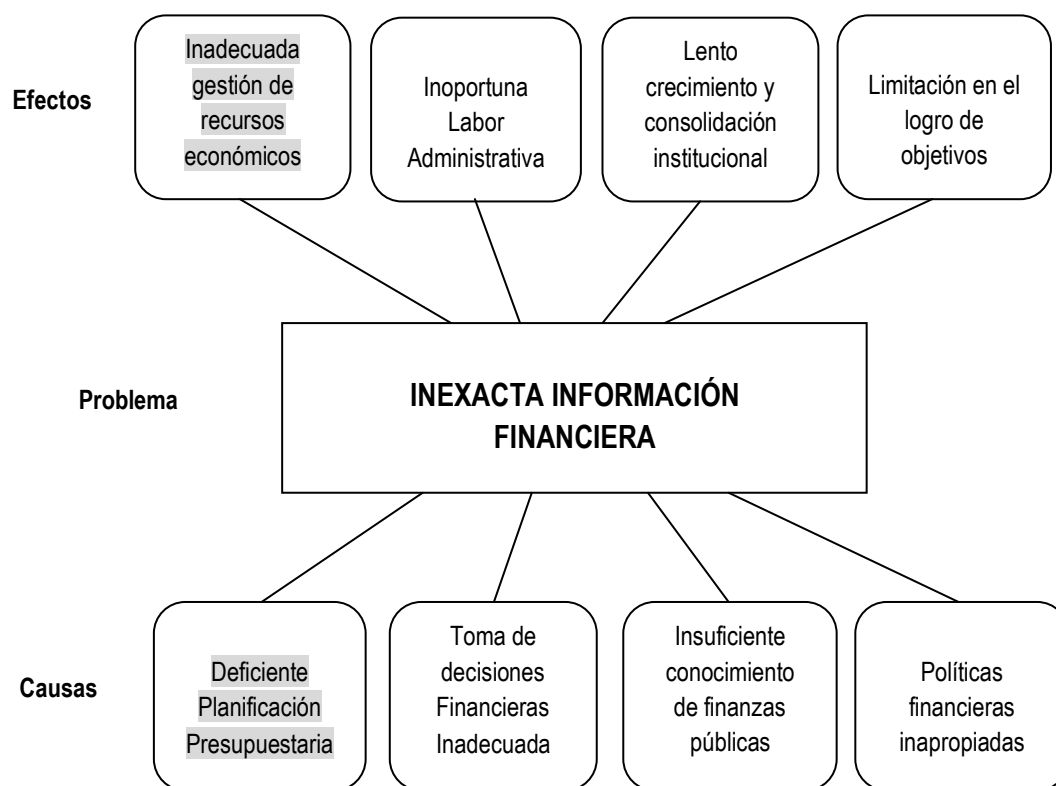 Efectos
Inadecuada
gestión de
recursos
económicos
Inoportuna
Labor
Administrativa
Lento
crecimiento y
consolidación
institucional
Limitación en el
logro de
objetivos
Problema
INEXACTA INFORMACIÓN
FINANCIERA
Causas
Deficiente
Planificación
Presupuestaria
Toma de
decisiones
Financieras
Inadecuada
Insuficiente
conocimiento
de finanzas
públicas
Políticas
financieras
inapropiadas